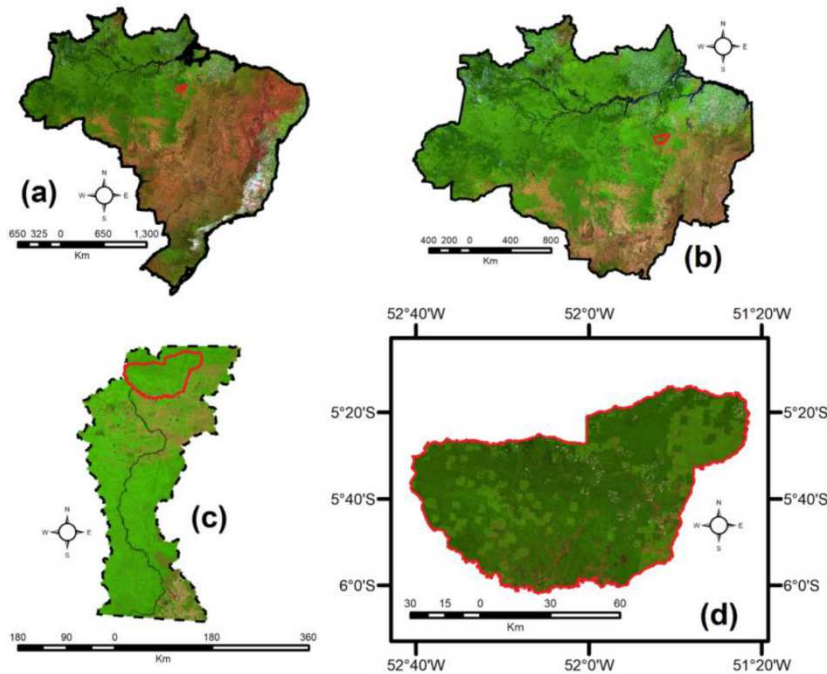 N
W E
S
(a)
650 325 0 650 1,300
Km
N
W E
S
400 200 0 400 800
Km
(b)
N
W E
S
(c)
180 90 0 180 360
Km
52°40'W 52°0'W 51°20'W
5°20'S 5°20'S
5°40'S 5°40'S
6°0'S 6°0'S
N
W E
S
30 15 0 30 60
Km
(d)
52°40'W 52°0'W 51°20'W